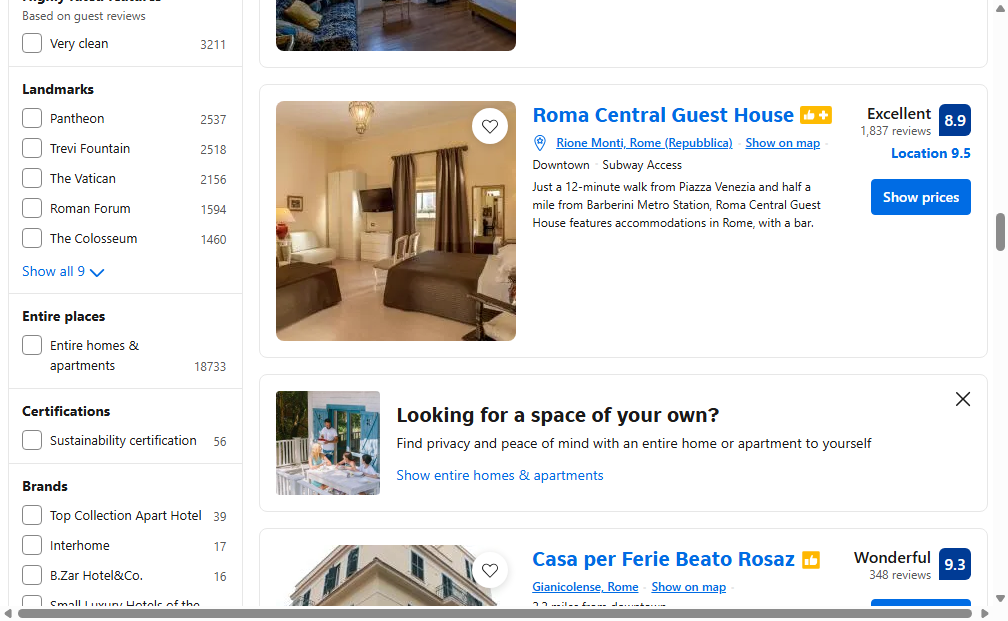 Based on guest reviews
Very clean 3211
Landmarks
Pantheon 2537
Trevi Fountain 2518
The Vatican 2156
Roman Forum 1594
The Colosseum 1460
Show all 9
Entire places
Entire homes &
apartments 18733
Certifications
Sustainability certification 56
Brands
Top Collection Apart Hotel 39
Interhome 17
B.Zar Hotel&Co. 16
Small Luxury Hotels of the
Roma Central Guest House
Rione Monti, Rome (Repubblica) · Show on map ·
Downtown · Subway Access
Just a 12-minute walk from Piazza Venezia and half a
mile from Barberini Metro Station, Roma Central Guest
House features accommodations in Rome, with a bar.
Excellent 8.9
1,837 reviews
Location 9.5
Show prices
Looking for a space of your own?
Find privacy and peace of mind with an entire home or apartment to yourself
Show entire homes & apartments
Casa per Ferie Beato Rosaz
Gianicolense, Rome · Show on map ·
Wonderful 9.3
348 reviews